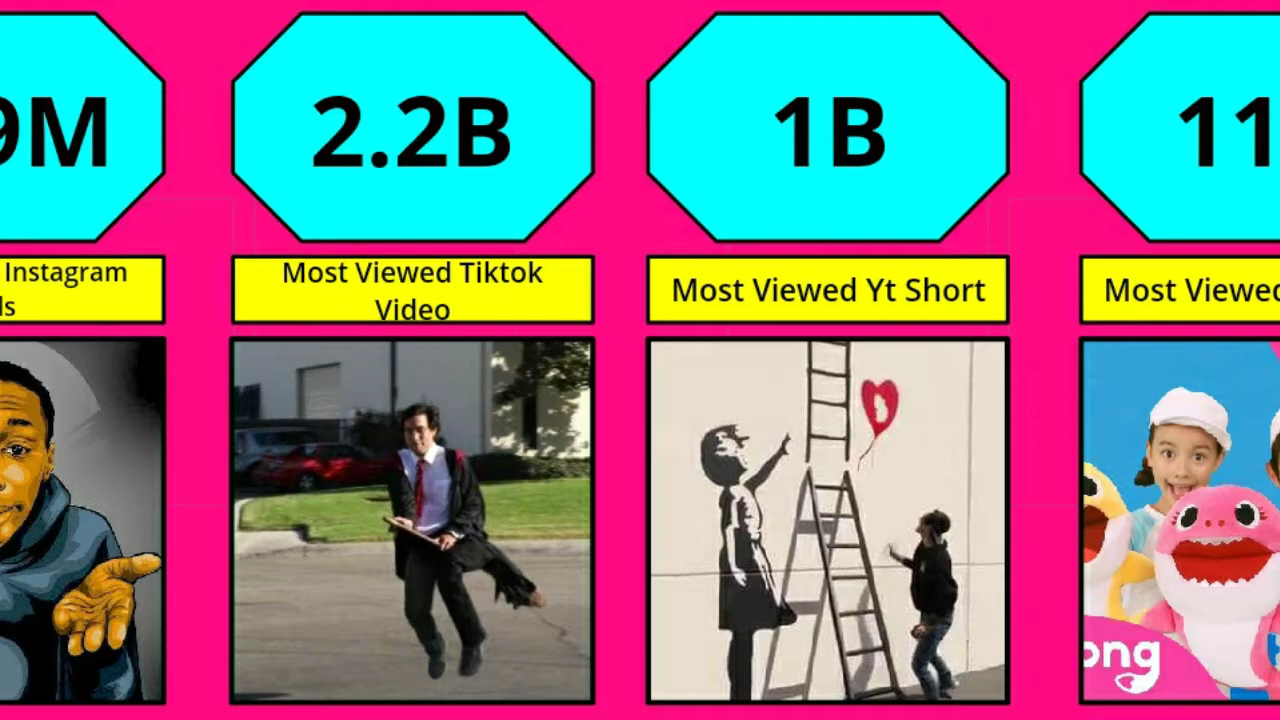 9M
2.2B
1B
11
Instagram
ls
Most Viewed Tiktok
Video
Most Viewed Yt Short
Most Viewed
ong